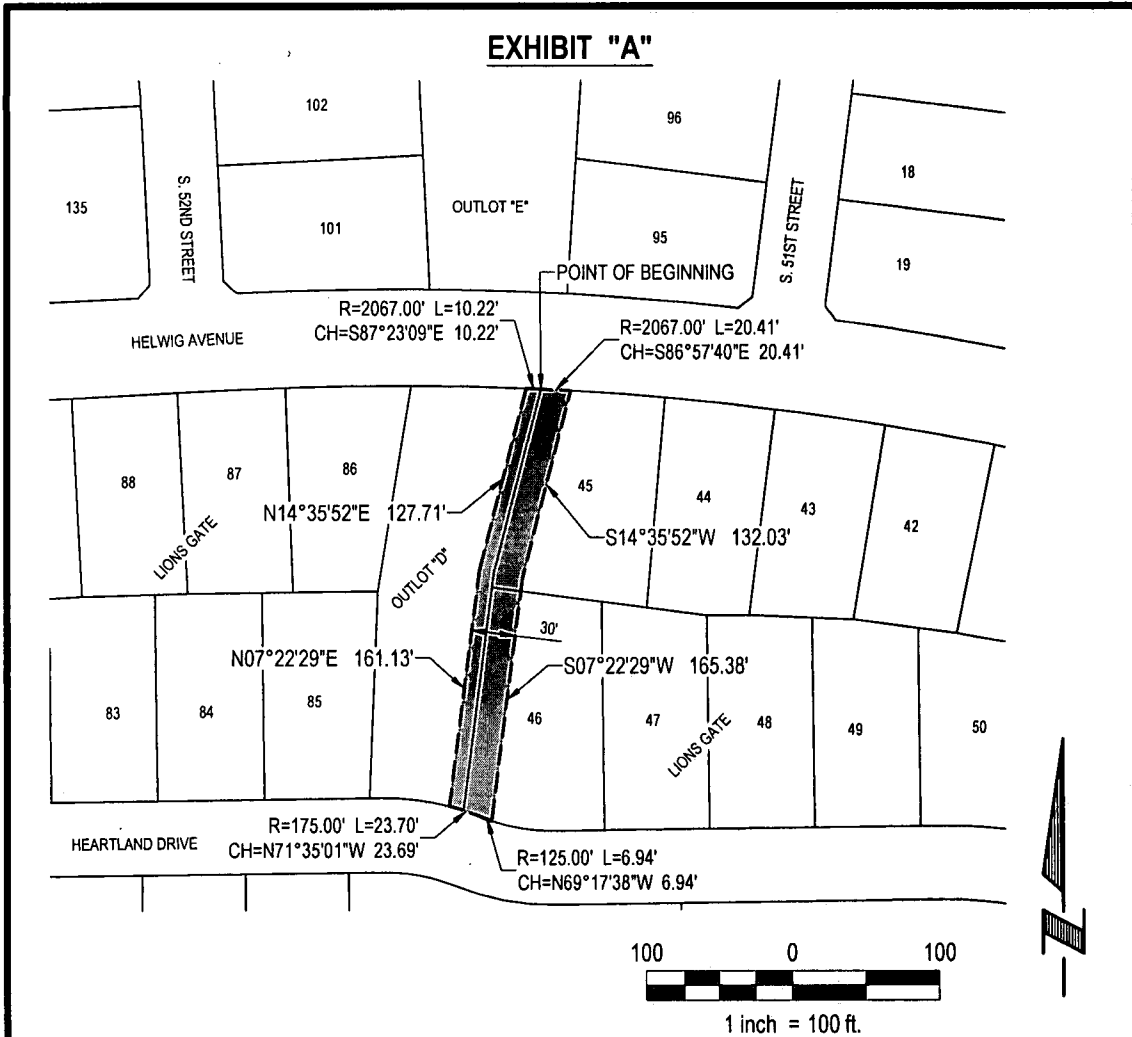 EXHIBIT "A"
102
96
18
135
S. 52ND STREET
101
OUTLOT "E"
95
S. 51ST STREET
19
POINT OF BEGINNING
R=2067.00' L=10.22'
CH=S87°23'09"E 10.22'
R=2067.00' L=20.41'
CH=S86°57'40"E 20.41'
HELWIG AVENUE
88
87
86
45
44
43
42
N14°35'52"E 127.71'
S14°35'52"W 132.03'
LIONS GATE
OUTLOT "D"
30'
N07°22'29"E 161.13'
S07°22'29"W 165.38'
83
84
85
46
47
48
49
50
LIONS GATE
HEARTLAND DRIVE
R=175.00' L=23.70'
CH=N71°35'01"W 23.69'
R=125.00' L=6.94'
CH=N69°17'38"W 6.94'
N
100 0 100
1 inch = 100 ft.